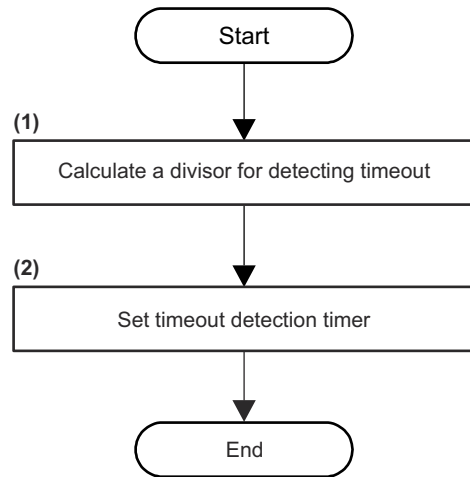 Start
(1)
Calculate a divisor for detecting timeout
(2)
Set timeout detection timer
End